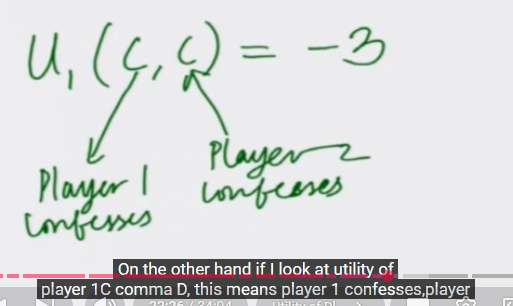 U₁ (C, C) = -3
Player 1
confesses
Player 2
confesses
On the other hand if I look at utility of
player 1C comma D, this means player 1 confesses,player